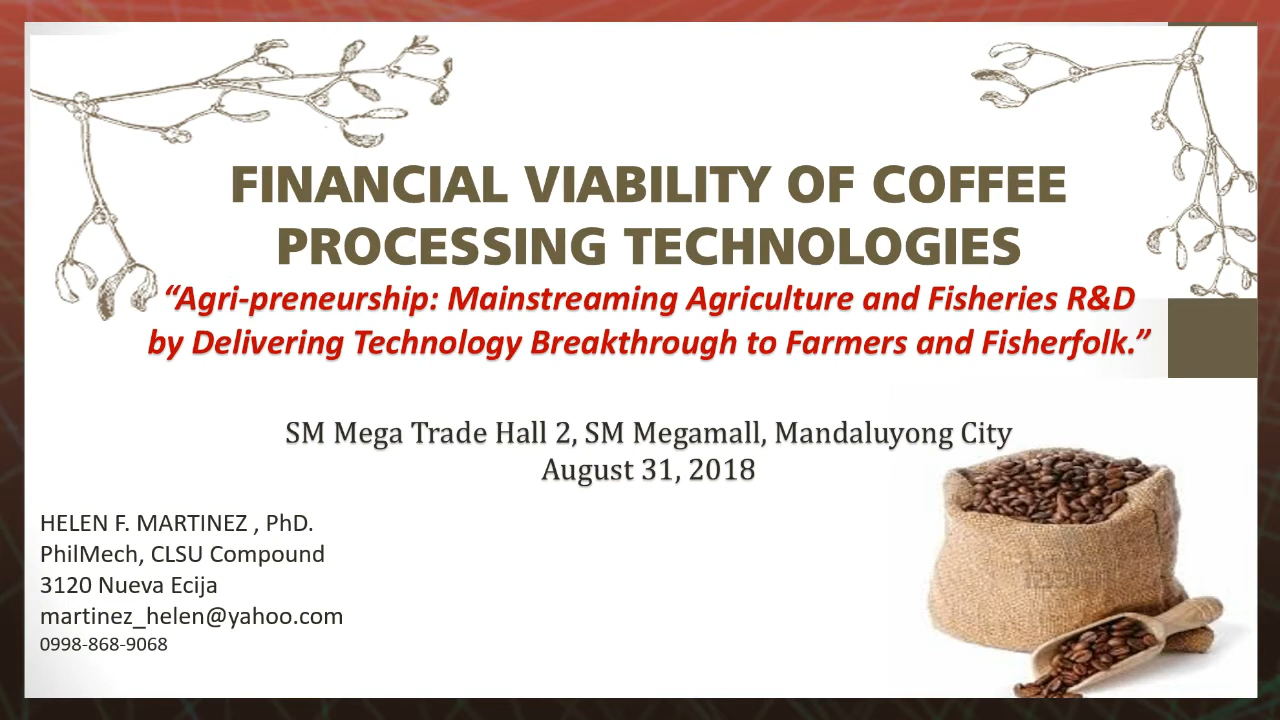 FINANCIAL VIABILITY OF COFFEE
PROCESSING TECHNOLOGIES
“Agri-preneurship: Mainstreaming Agriculture and Fisheries R&D
by Delivering Technology Breakthrough to Farmers and Fisherfolk.”
SM Mega Trade Hall 2, SM Megamall, Mandaluyong City
August 31, 2018
HELEN F. MARTINEZ , PhD.
PhilMech, CLSU Compound
3120 Nueva Ecija
martinez_helen@yahoo.com
0998-868-9068